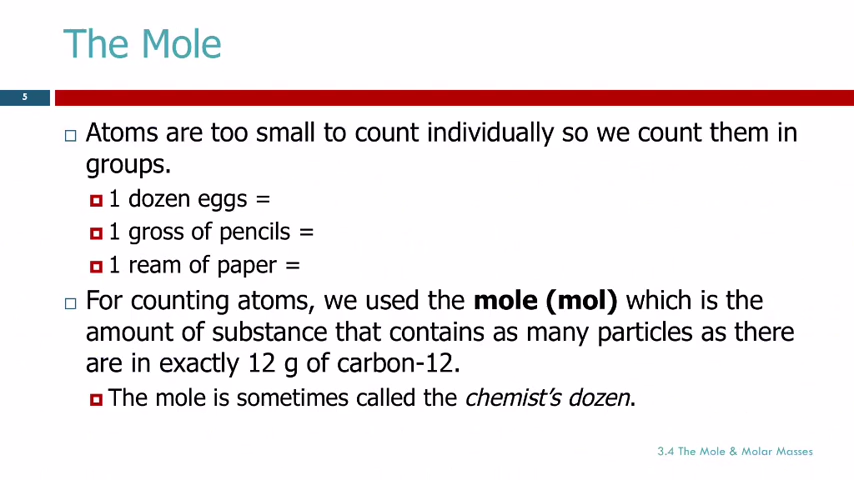 The Mole
5
Atoms are too small to count individually so we count them in
groups.
1 dozen eggs =
1 gross of pencils =
1 ream of paper =
For counting atoms, we used the mole (mol) which is the
amount of substance that contains as many particles as there
are in exactly 12 g of carbon-12.
The mole is sometimes called the chemist's dozen.
3.4 The Mole & Molar Masses